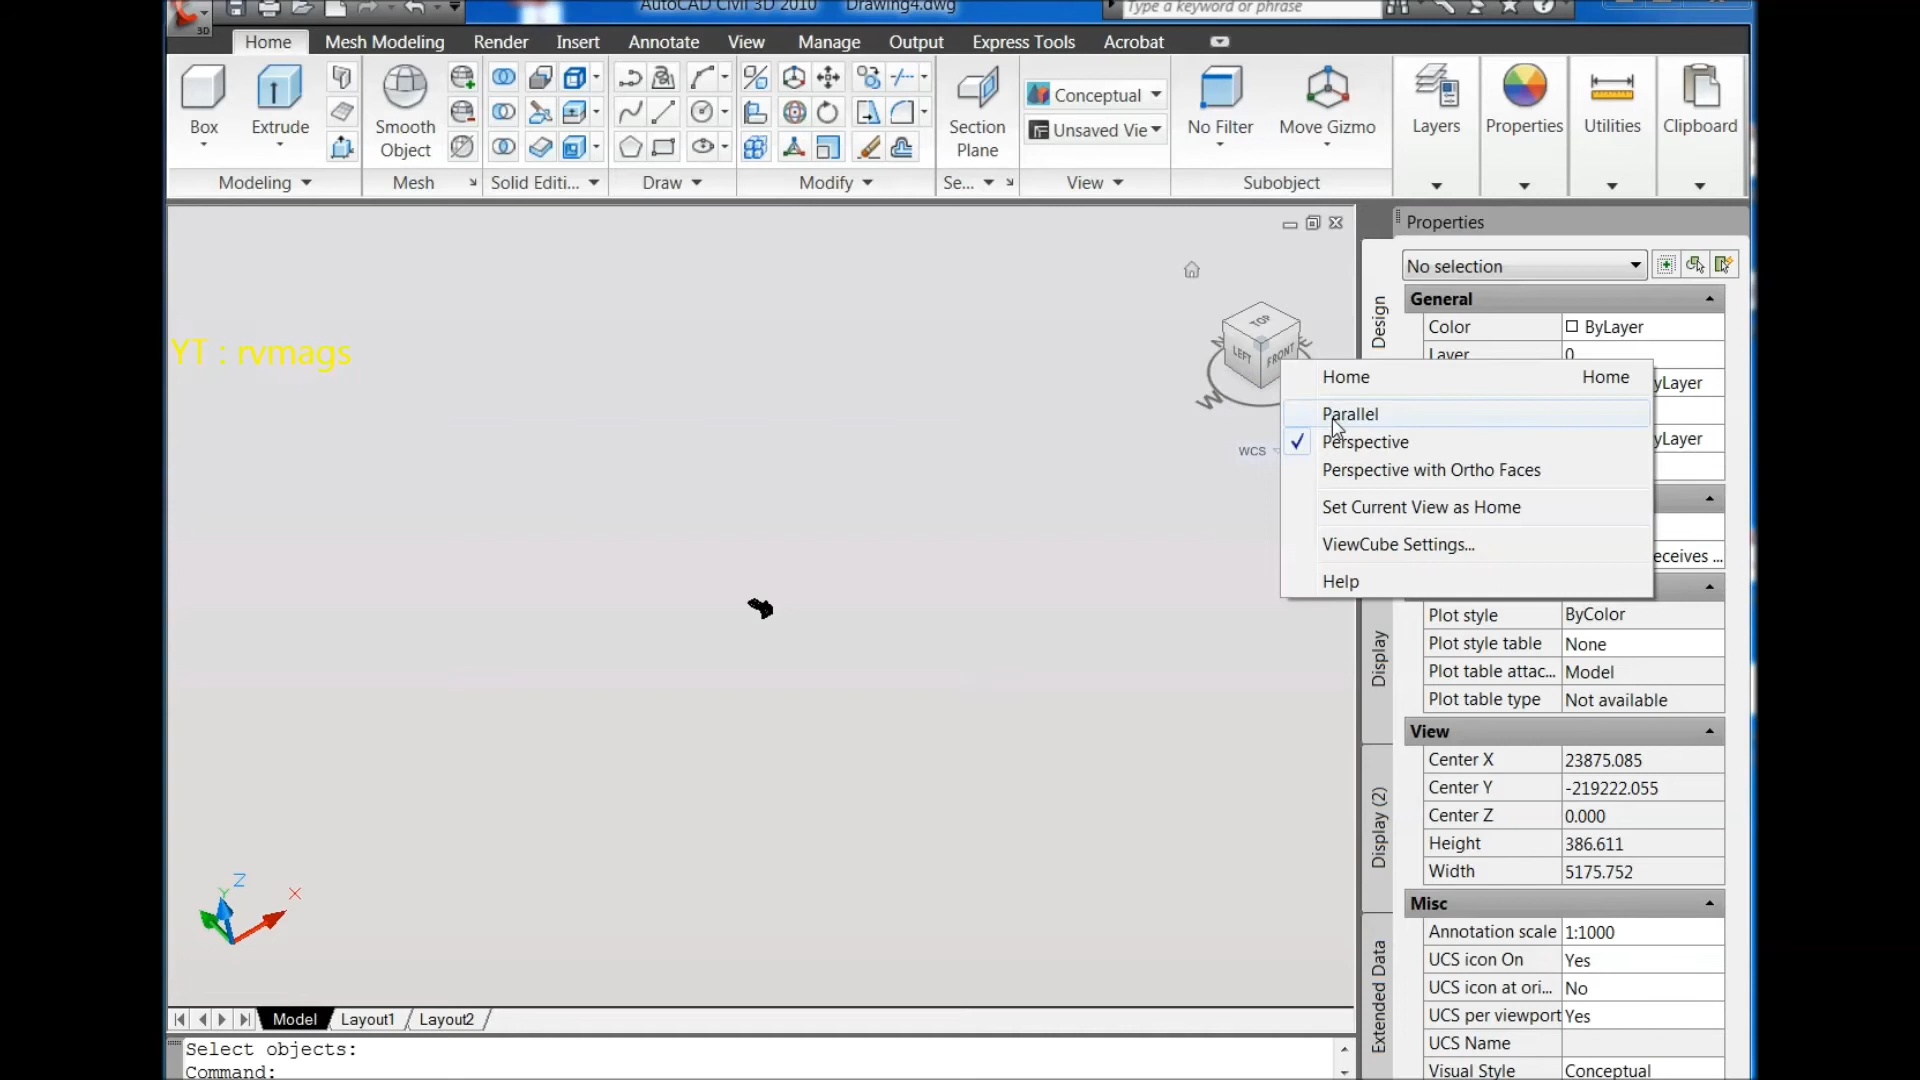 AutoCAD Civil 3D 2010 Drawing4.dwg
Type a keyword or phrase
3D
Home Mesh Modeling Render Insert Annotate View Manage Output Express Tools Acrobat
Box Extrude Smooth Object Section Plane Conceptual No Filter Move Gizmo Layers Properties Utilities Clipboard
Unsaved Vie
Modeling Mesh Solid Editi... Draw Modify Se... View Subobject
Properties
No selection
General
Color ByLayer
Layer 0
yLayer
yLayer
eceives ...
TOP
LEFT FRONT
W
WCS
YT : rvmags
Home Home
Parallel
Perspective
Perspective with Ortho Faces
Set Current View as Home
ViewCube Settings...
Help
Design
Display
Display (2)
Extended Data
Plot style ByColor
Plot style table None
Plot table attac... Model
Plot table type Not available
View
Center X 23875.085
Center Y -219222.055
Center Z 0.000
Height 386.611
Width 5175.752
Misc
Annotation scale 1:1000
UCS icon On Yes
UCS icon at ori... No
UCS per viewport Yes
UCS Name
Visual Style Conceptual
Z
Y X
Model Layout1 Layout2
Select objects:
Command: